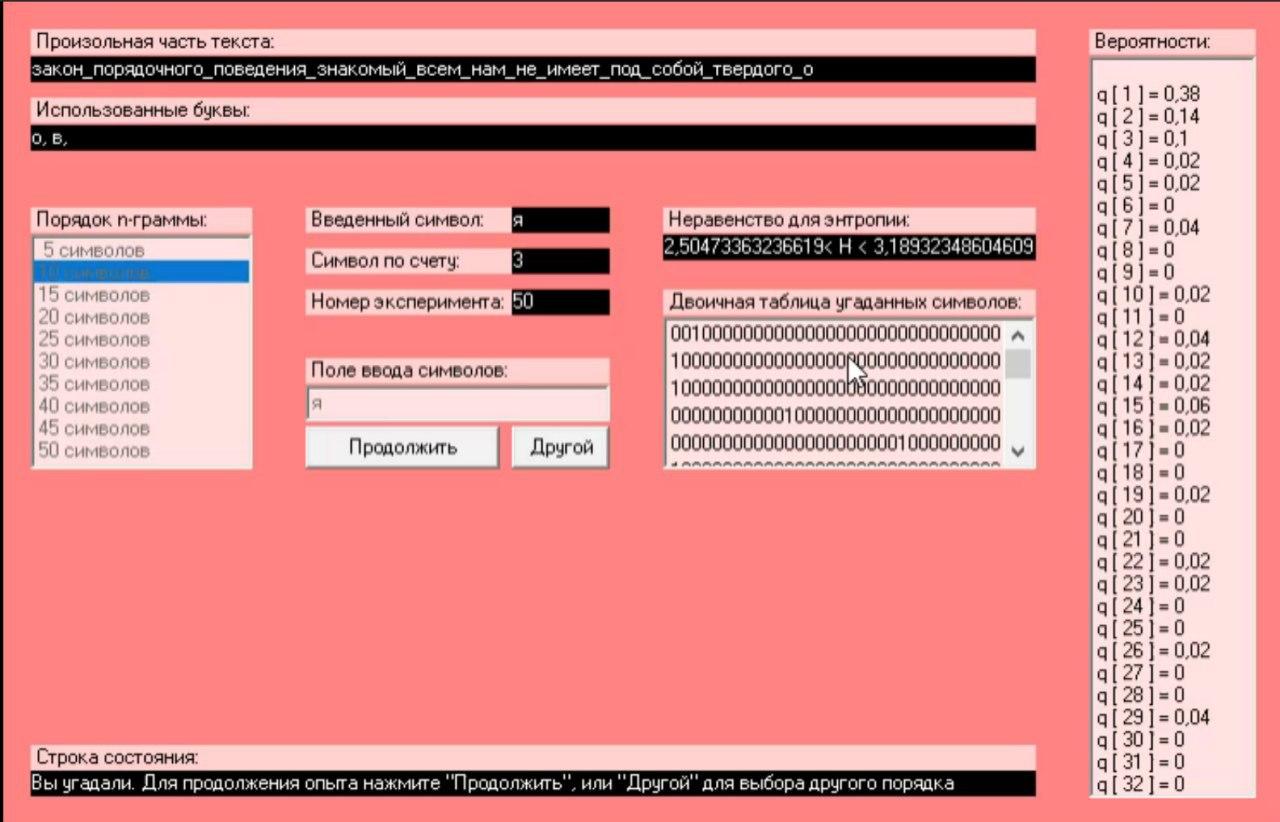 Произольная часть текста:
закон_порядочного_поведения_знакомый_всем_нам_не_имеет_под_собой_твердого_о
Использованные буквы:
о, в,
Порядок n-граммы:
5 символов
10 символов
15 символов
20 символов
25 символов
30 символов
35 символов
40 символов
45 символов
50 символов
Введенный символ: я
Символ по счету: 3
Номер эксперимента: 50
Поле ввода символов:
я
Продолжить Другой
Неравенство для энтропии:
2,50473363236619< H < 3,18932348604609
Двоичная таблица угаданных символов:
00100000000000000000000000000000
10000000000000000000000000000000
10000000000000000000000000000000
00000000000100000000000000000000
00000000000000000000001000000000
Вероятности:
q[ 1 ] = 0,38
q[ 2 ] = 0,14
q[ 3 ] = 0,1
q[ 4 ] = 0,02
q[ 5 ] = 0,02
q[ 6 ] = 0
q[ 7 ] = 0,04
q[ 8 ] = 0
q[ 9 ] = 0
q[ 10 ] = 0,02
q[ 11 ] = 0
q[ 12 ] = 0,04
q[ 13 ] = 0,02
q[ 14 ] = 0,02
q[ 15 ] = 0,06
q[ 16 ] = 0,02
q[ 17 ] = 0
q[ 18 ] = 0
q[ 19 ] = 0,02
q[ 20 ] = 0
q[ 21 ] = 0
q[ 22 ] = 0,02
q[ 23 ] = 0,02
q[ 24 ] = 0
q[ 25 ] = 0
q[ 26 ] = 0,02
q[ 27 ] = 0
q[ 28 ] = 0
q[ 29 ] = 0,04
q[ 30 ] = 0
q[ 31 ] = 0
q[ 32 ] = 0
Строка состояния:
Вы угадали. Для продолжения опыта нажмите "Продолжить", или "Другой" для выбора другого порядка